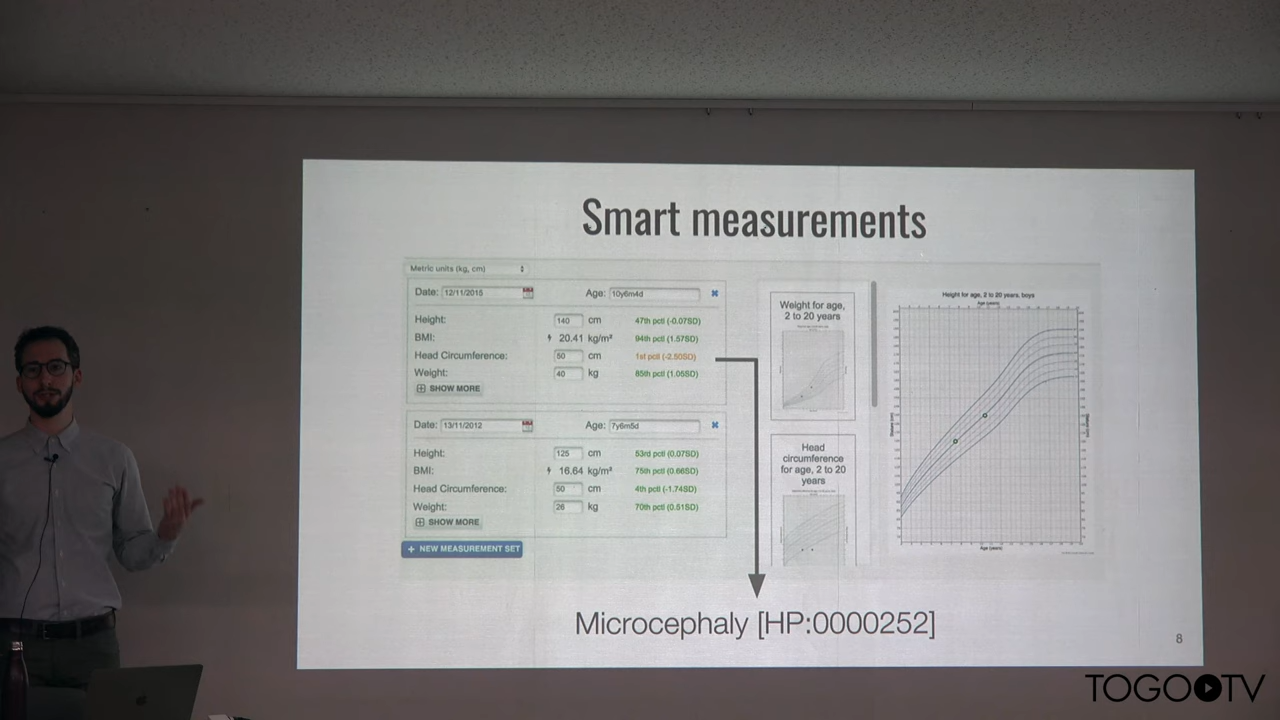 Smart measurements
Metric units (kg, cm)
Date: 12/11/2015 Age: 10y6m4d
Height: 140 cm 47th pctl (-0.07SD)
BMI: 20.41 kg/m² 94th pctl (1.57SD)
Head Circumference: 50 cm 1st pctl (-2.50SD)
Weight: 40 kg 85th pctl (1.05SD)
SHOW MORE
Date: 13/11/2012 Age: 7y6m5d
Height: 125 cm 53rd pctl (0.07SD)
BMI: 16.64 kg/m² 75th pctl (0.66SD)
Head Circumference: 50 cm 4th pctl (-1.74SD)
Weight: 26 kg 70th pctl (0.51SD)
SHOW MORE
+ NEW MEASUREMENT SET
Weight for age,
2 to 20 years
Head
circumference
for age, 2 to 20
years
Height for age, 2 to 20 years, boys
Age (years)
Age (years)
Microcephaly [HP:0000252]
8
TOGOTV